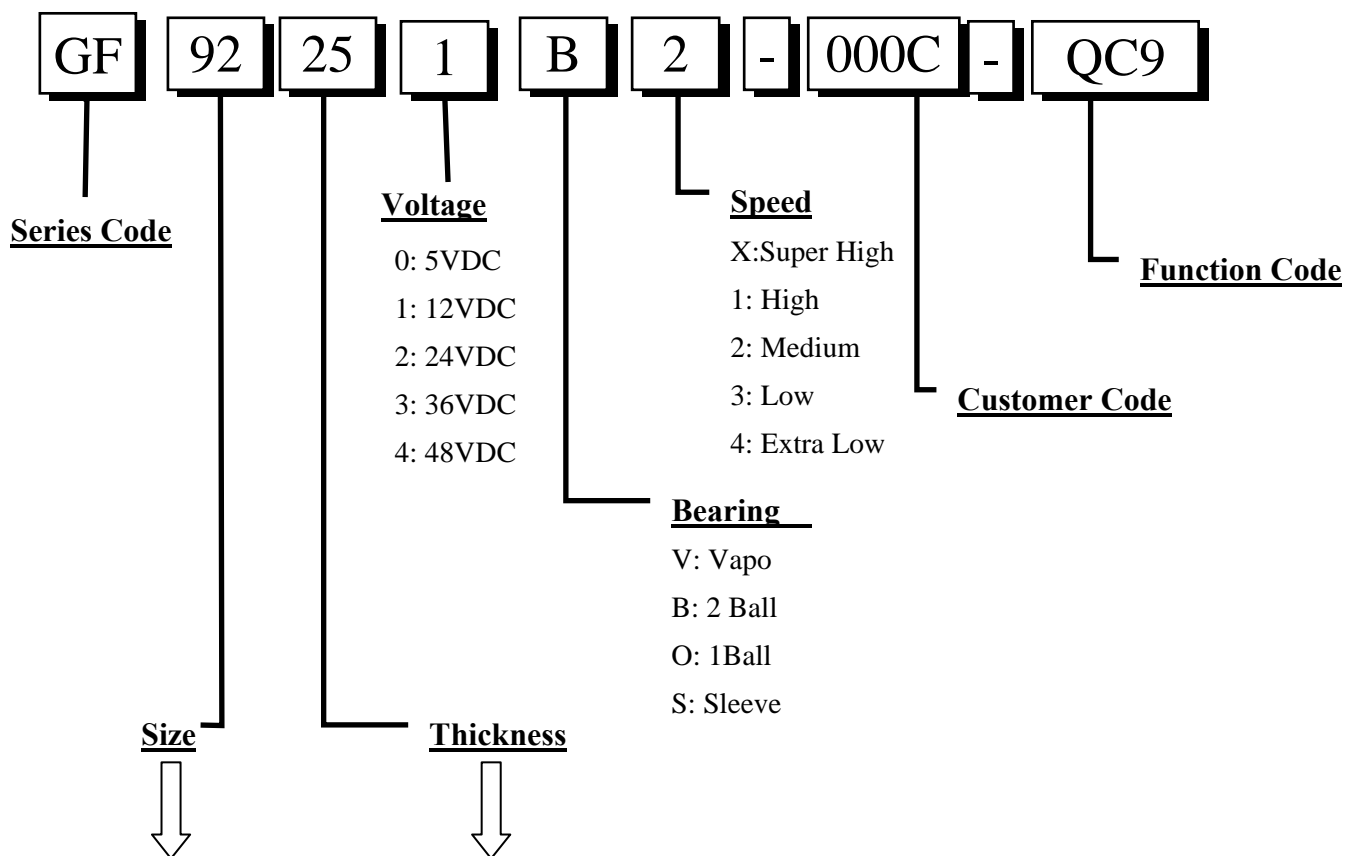 GF 92 25 1 B 2 - 000C - QC9
Series Code
Voltage
0: 5VDC
1: 12VDC
2: 24VDC
3: 36VDC
4: 48VDC
Speed
X:Super High
1: High
2: Medium
3: Low
4: Extra Low
Function Code
Customer Code
Bearing
V: Vapo
B: 2 Ball
O: 1Ball
S: Sleeve
Size
Thickness